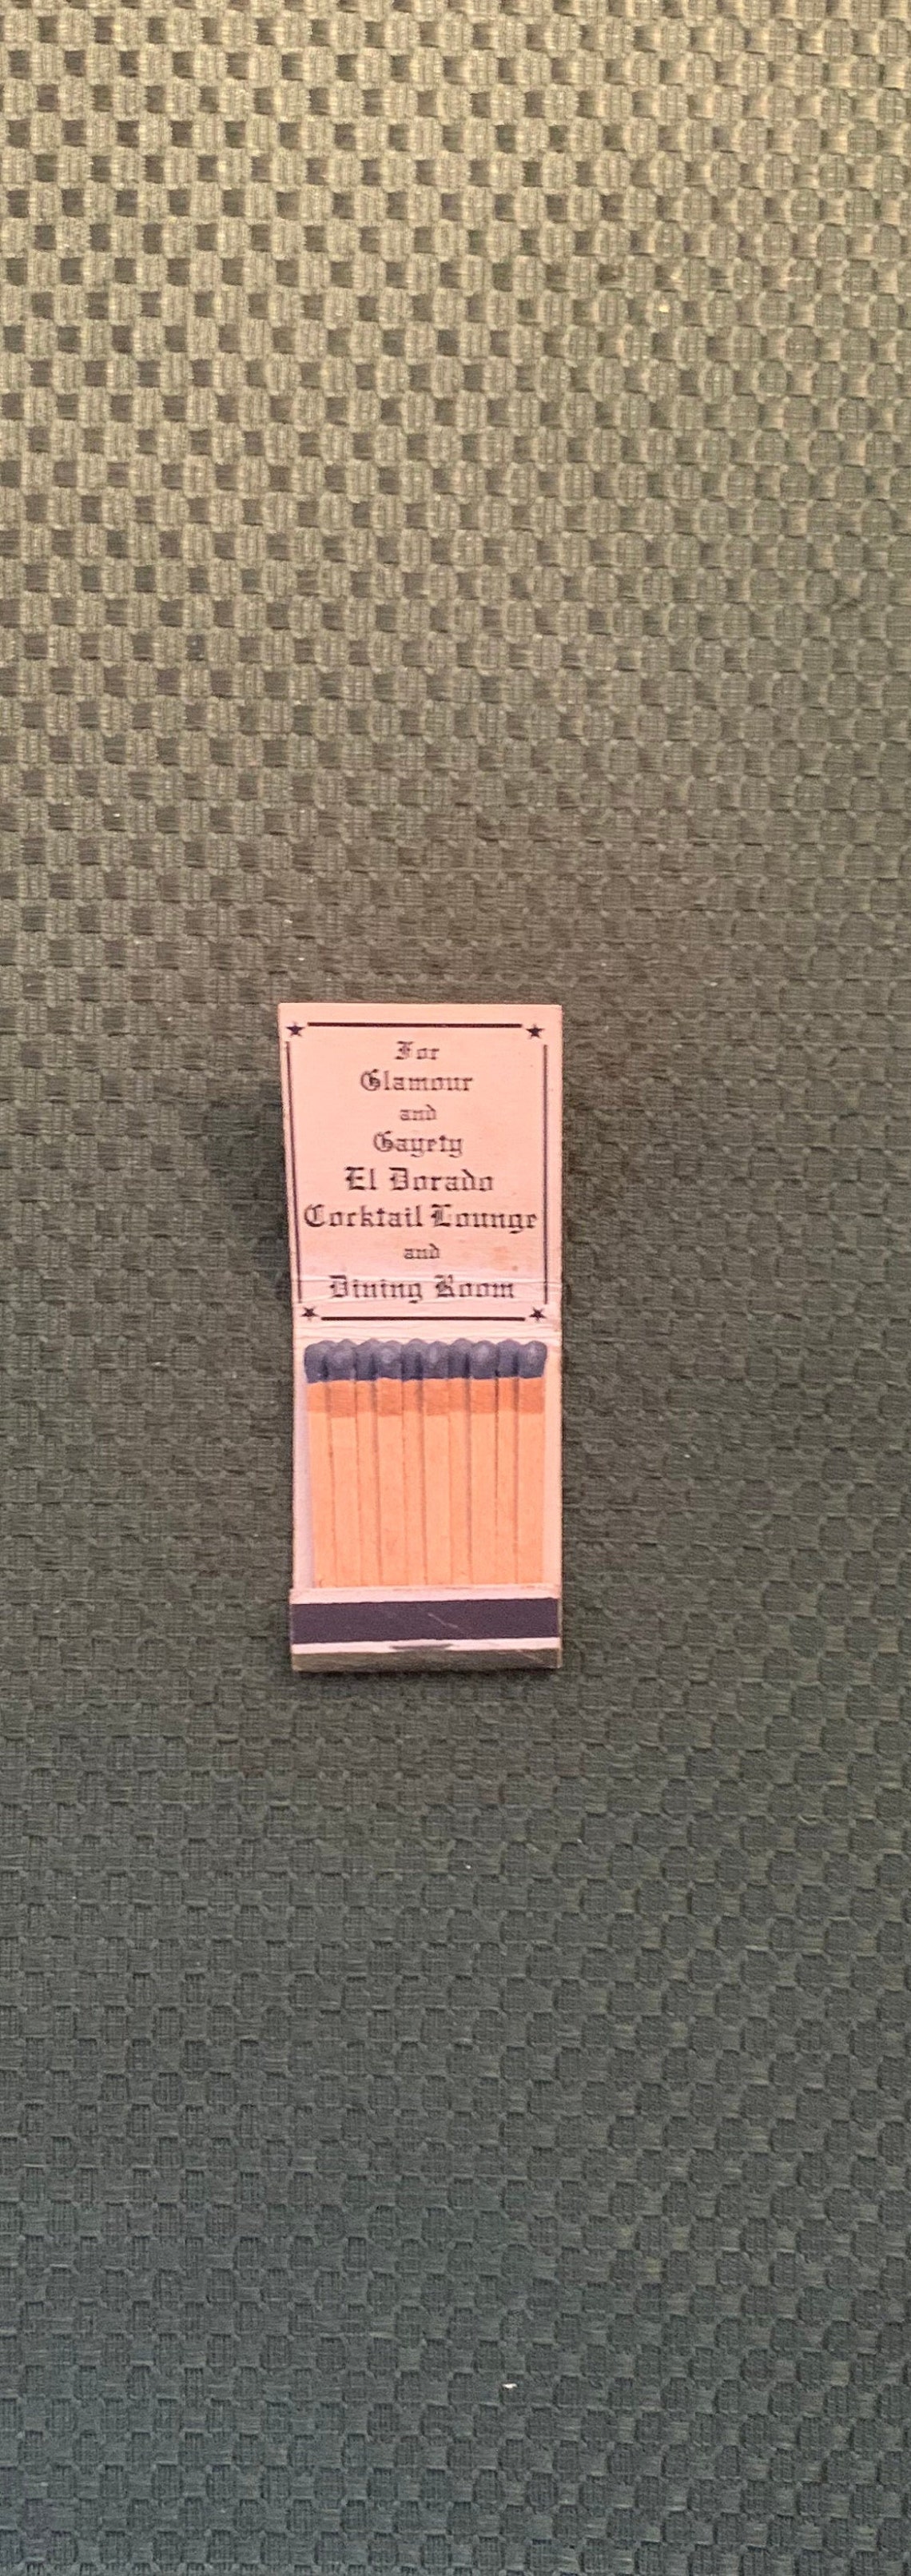 For
Glamour
and
Gayety
El Dorado
Cocktail Lounge
and
Dining Room